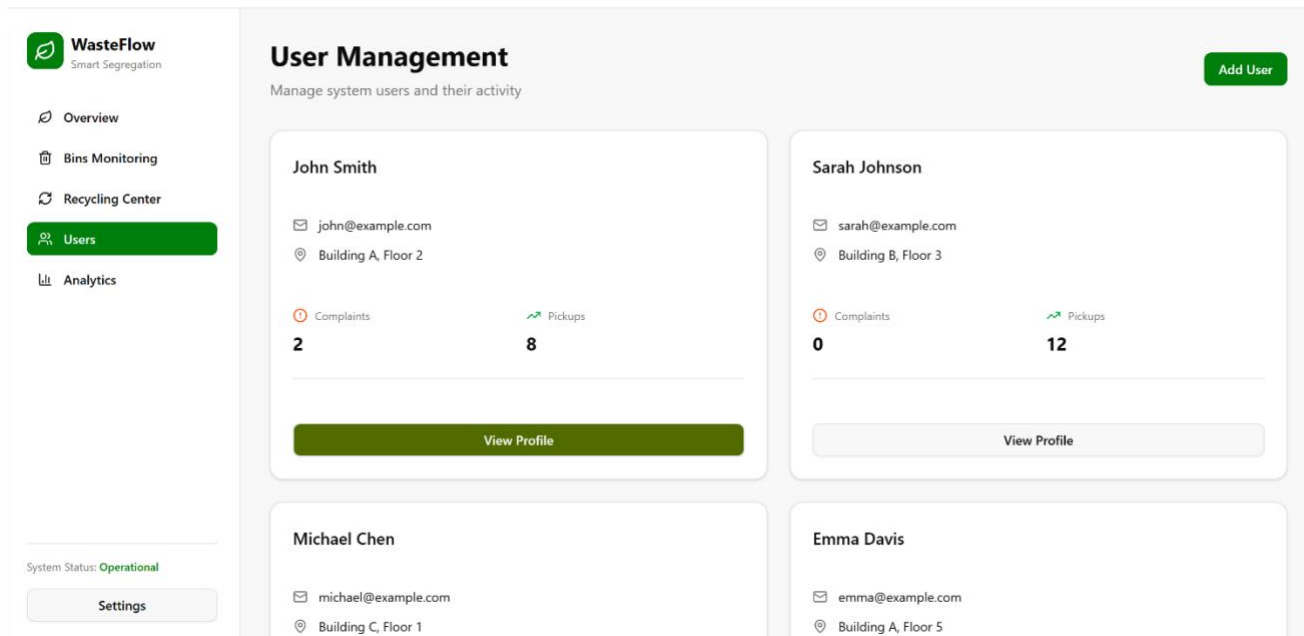 WasteFlow
Smart Segregation
Overview
Bins Monitoring
Recycling Center
Users
Analytics
System Status: Operational
Settings
User Management
Manage system users and their activity
Add User
John Smith
john@example.com
Building A, Floor 2
Complaints
Pickups
2
8
View Profile
Sarah Johnson
sarah@example.com
Building B, Floor 3
Complaints
Pickups
0
12
View Profile
Michael Chen
michael@example.com
Building C, Floor 1
Emma Davis
emma@example.com
Building A, Floor 5